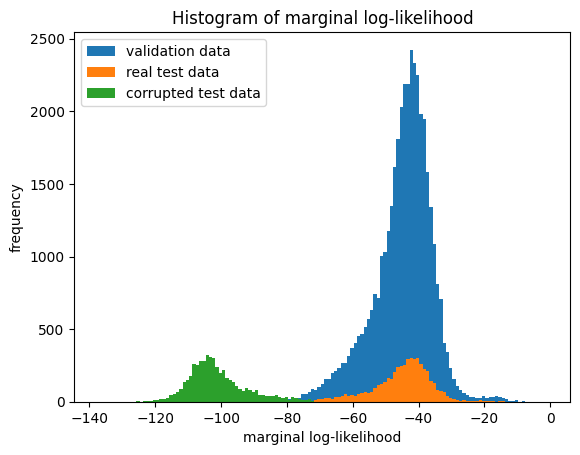 Histogram of marginal log-likelihood
validation data
real test data
corrupted test data
2500
2000
1500
1000
500
0
frequency
−140 −120 −100 −80 −60 −40 −20 0
marginal log-likelihood